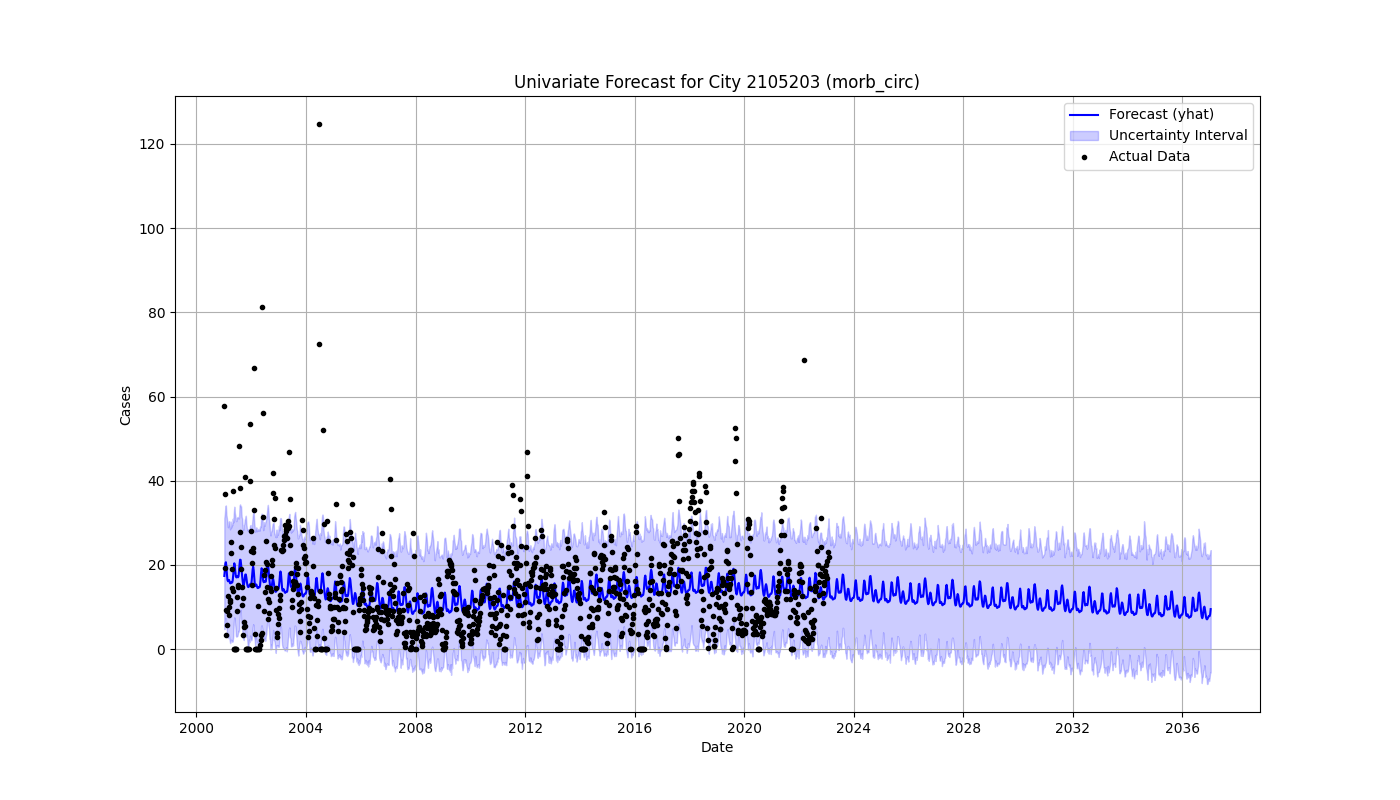 Univariate Forecast for City 2105203 (morb_circ)
Forecast (yhat)
Uncertainty Interval
Actual Data
120
100
80
60
40
20
0
Cases
2000 2004 2008 2012 2016 2020 2024 2028 2032 2036
Date